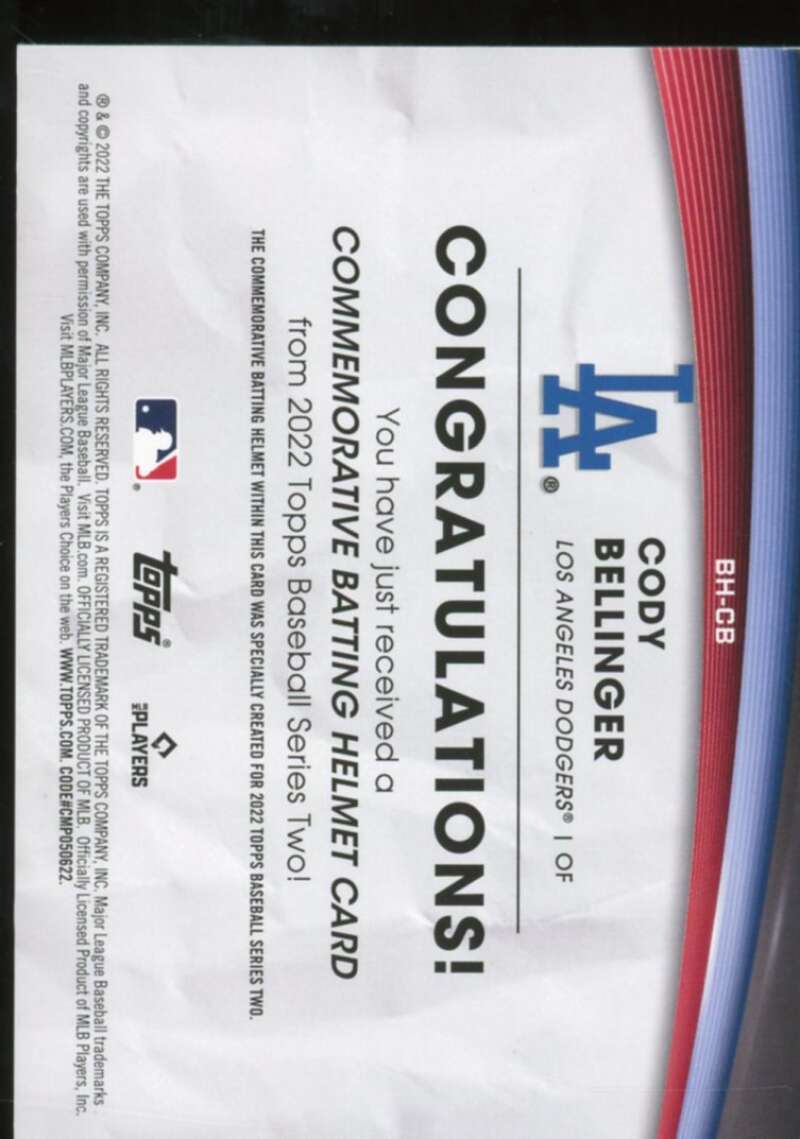 BH-CB
LA®
CODY
BELLINGER
LOS ANGELES DODGERS® | OF
CONGRATULATIONS!
You have just received a
COMMEMORATIVE BATTING HELMET CARD
from 2022 Topps Baseball Series Two!
THE COMMEMORATIVE BATTING HELMET WITHIN THIS CARD WAS SPECIALLY CREATED FOR 2022 TOPPS BASEBALL SERIES TWO.
®
topps®
MLB PLAYERS
® & © 2022 THE TOPPS COMPANY, INC. ALL RIGHTS RESERVED. TOPPS IS A REGISTERED TRADEMARK OF THE TOPPS COMPANY, INC. Major League Baseball trademarks
and copyrights are used with permission of Major League Baseball. Visit MLB.com. OFFICIALLY LICENSED PRODUCT OF MLB. Officially Licensed Product of MLB Players, Inc.
Visit MLBPLAYERS.COM, the Players Choice on the web. WWW.TOPPS.COM. CODE#CMP050622.